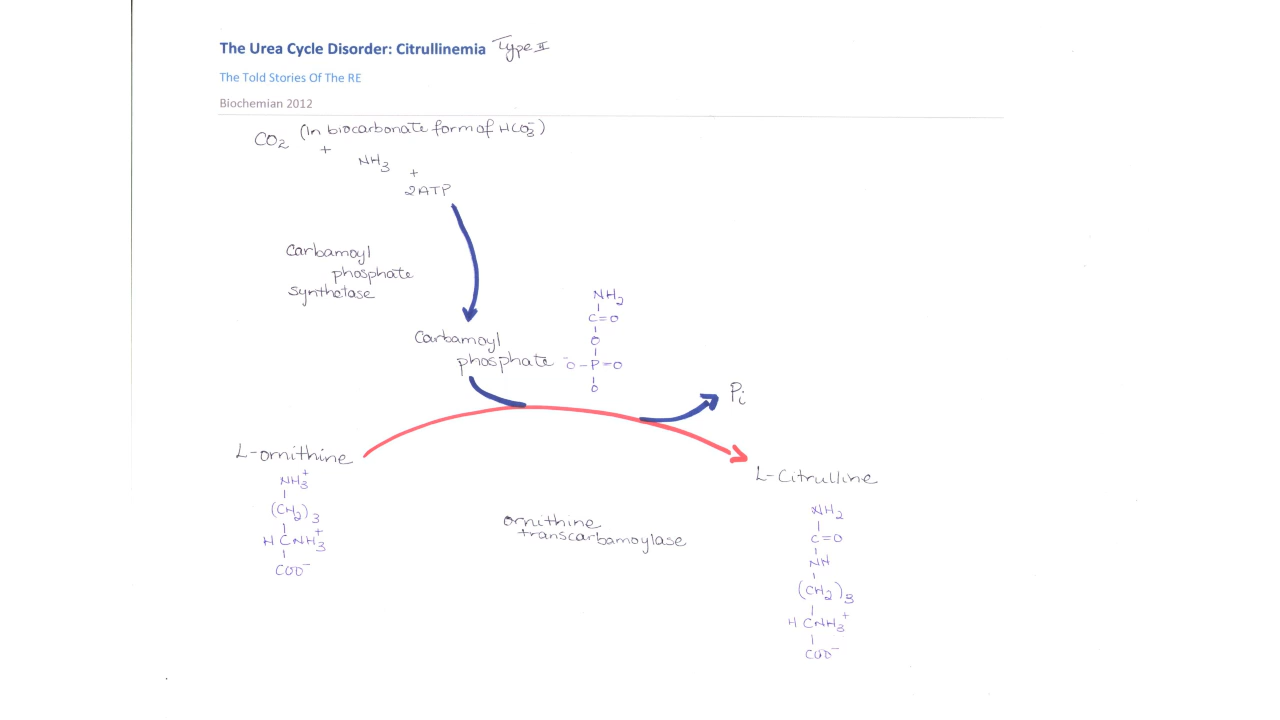 The Urea Cycle Disorder: Citrullinemia Type II
The Told Stories Of The RE
Biochemian 2012
CO2 (In biocarbonate form of HCO3-)
+
NH3
+
2ATP
Carbamoyl
phosphate
synthetase
NH2
C=O
O
Carbamoyl
phosphate
-O-P-O
O
Pi
L-ornithine
NH3+
(CH2)3
H CNH3+
COO-
ornithine
transcarbamoylase
L-Citrulline
NH2
C=O
NH
(CH2)3
H CNH3+
COO-